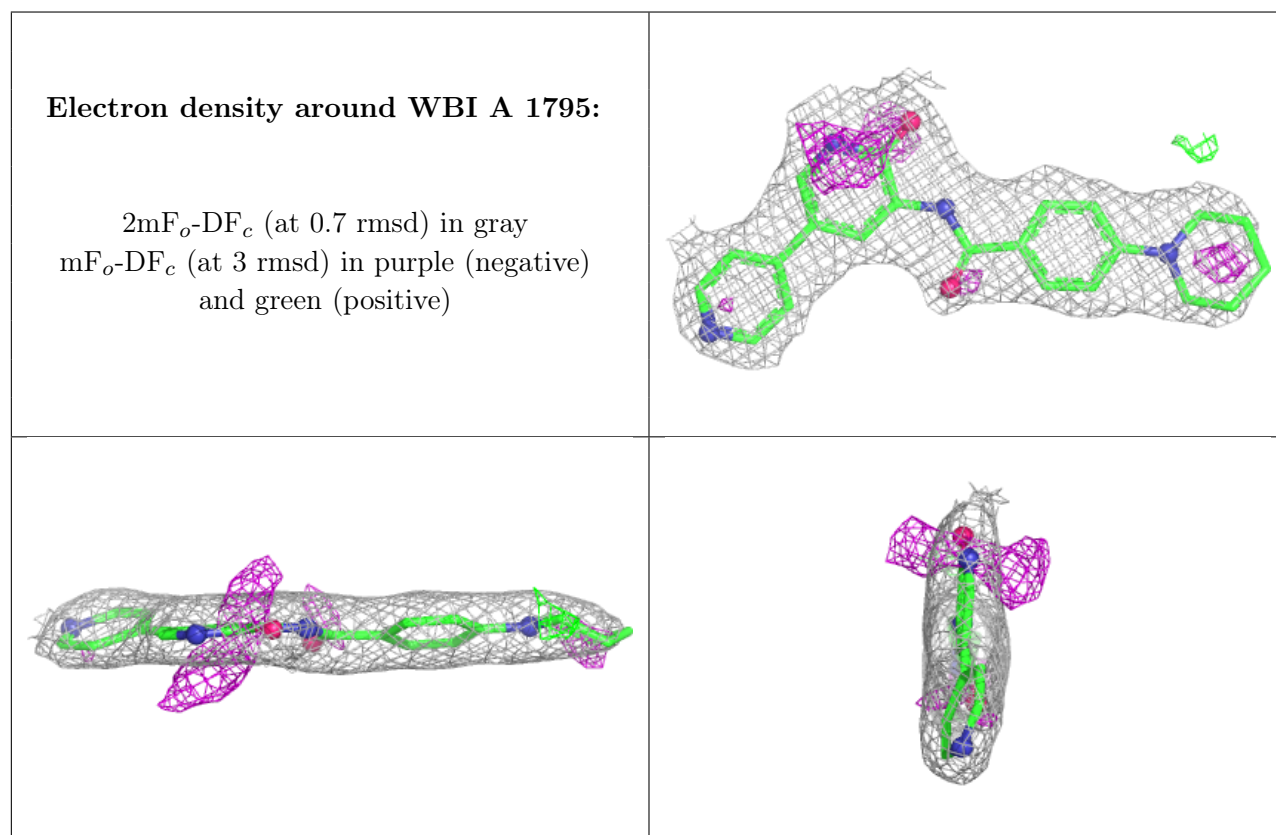 Electron density around WBI A 1795:
2mFo-DFc (at 0.7 rmsd) in gray
mFo-DFc (at 3 rmsd) in purple (negative)
and green (positive)